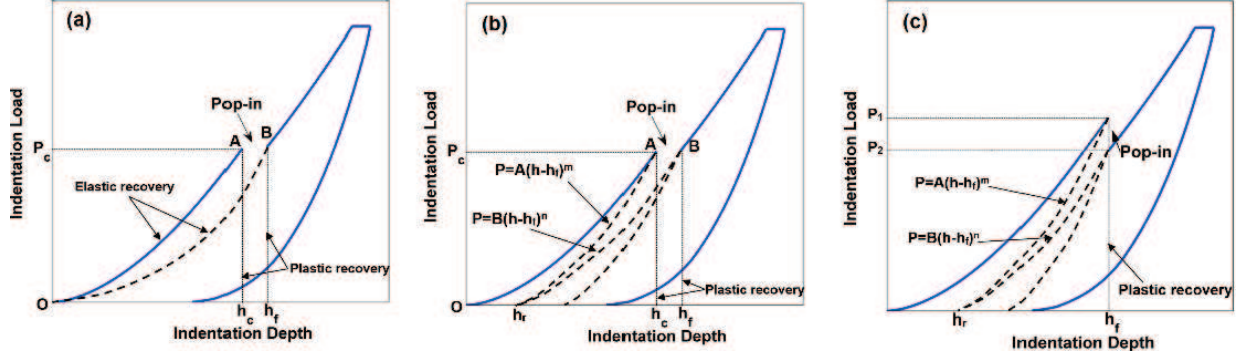 (a)
Indentation Load
Pop-in
A
B
Pc
Elastic recovery
Plastic recovery
O
hc
hf
Indentation Depth
(b)
Indentation Load
Pop-in
A
B
Pc
P=A(h-hf)^m
P=B(h-hf)^n
Plastic recovery
O
hr
hc
hf
Indentation Depth
(c)
Indentation Load
P1
P2
Pop-in
P=A(h-hf)^m
P=B(h-hf)^n
Plastic recovery
hr
hf
Indentation Depth